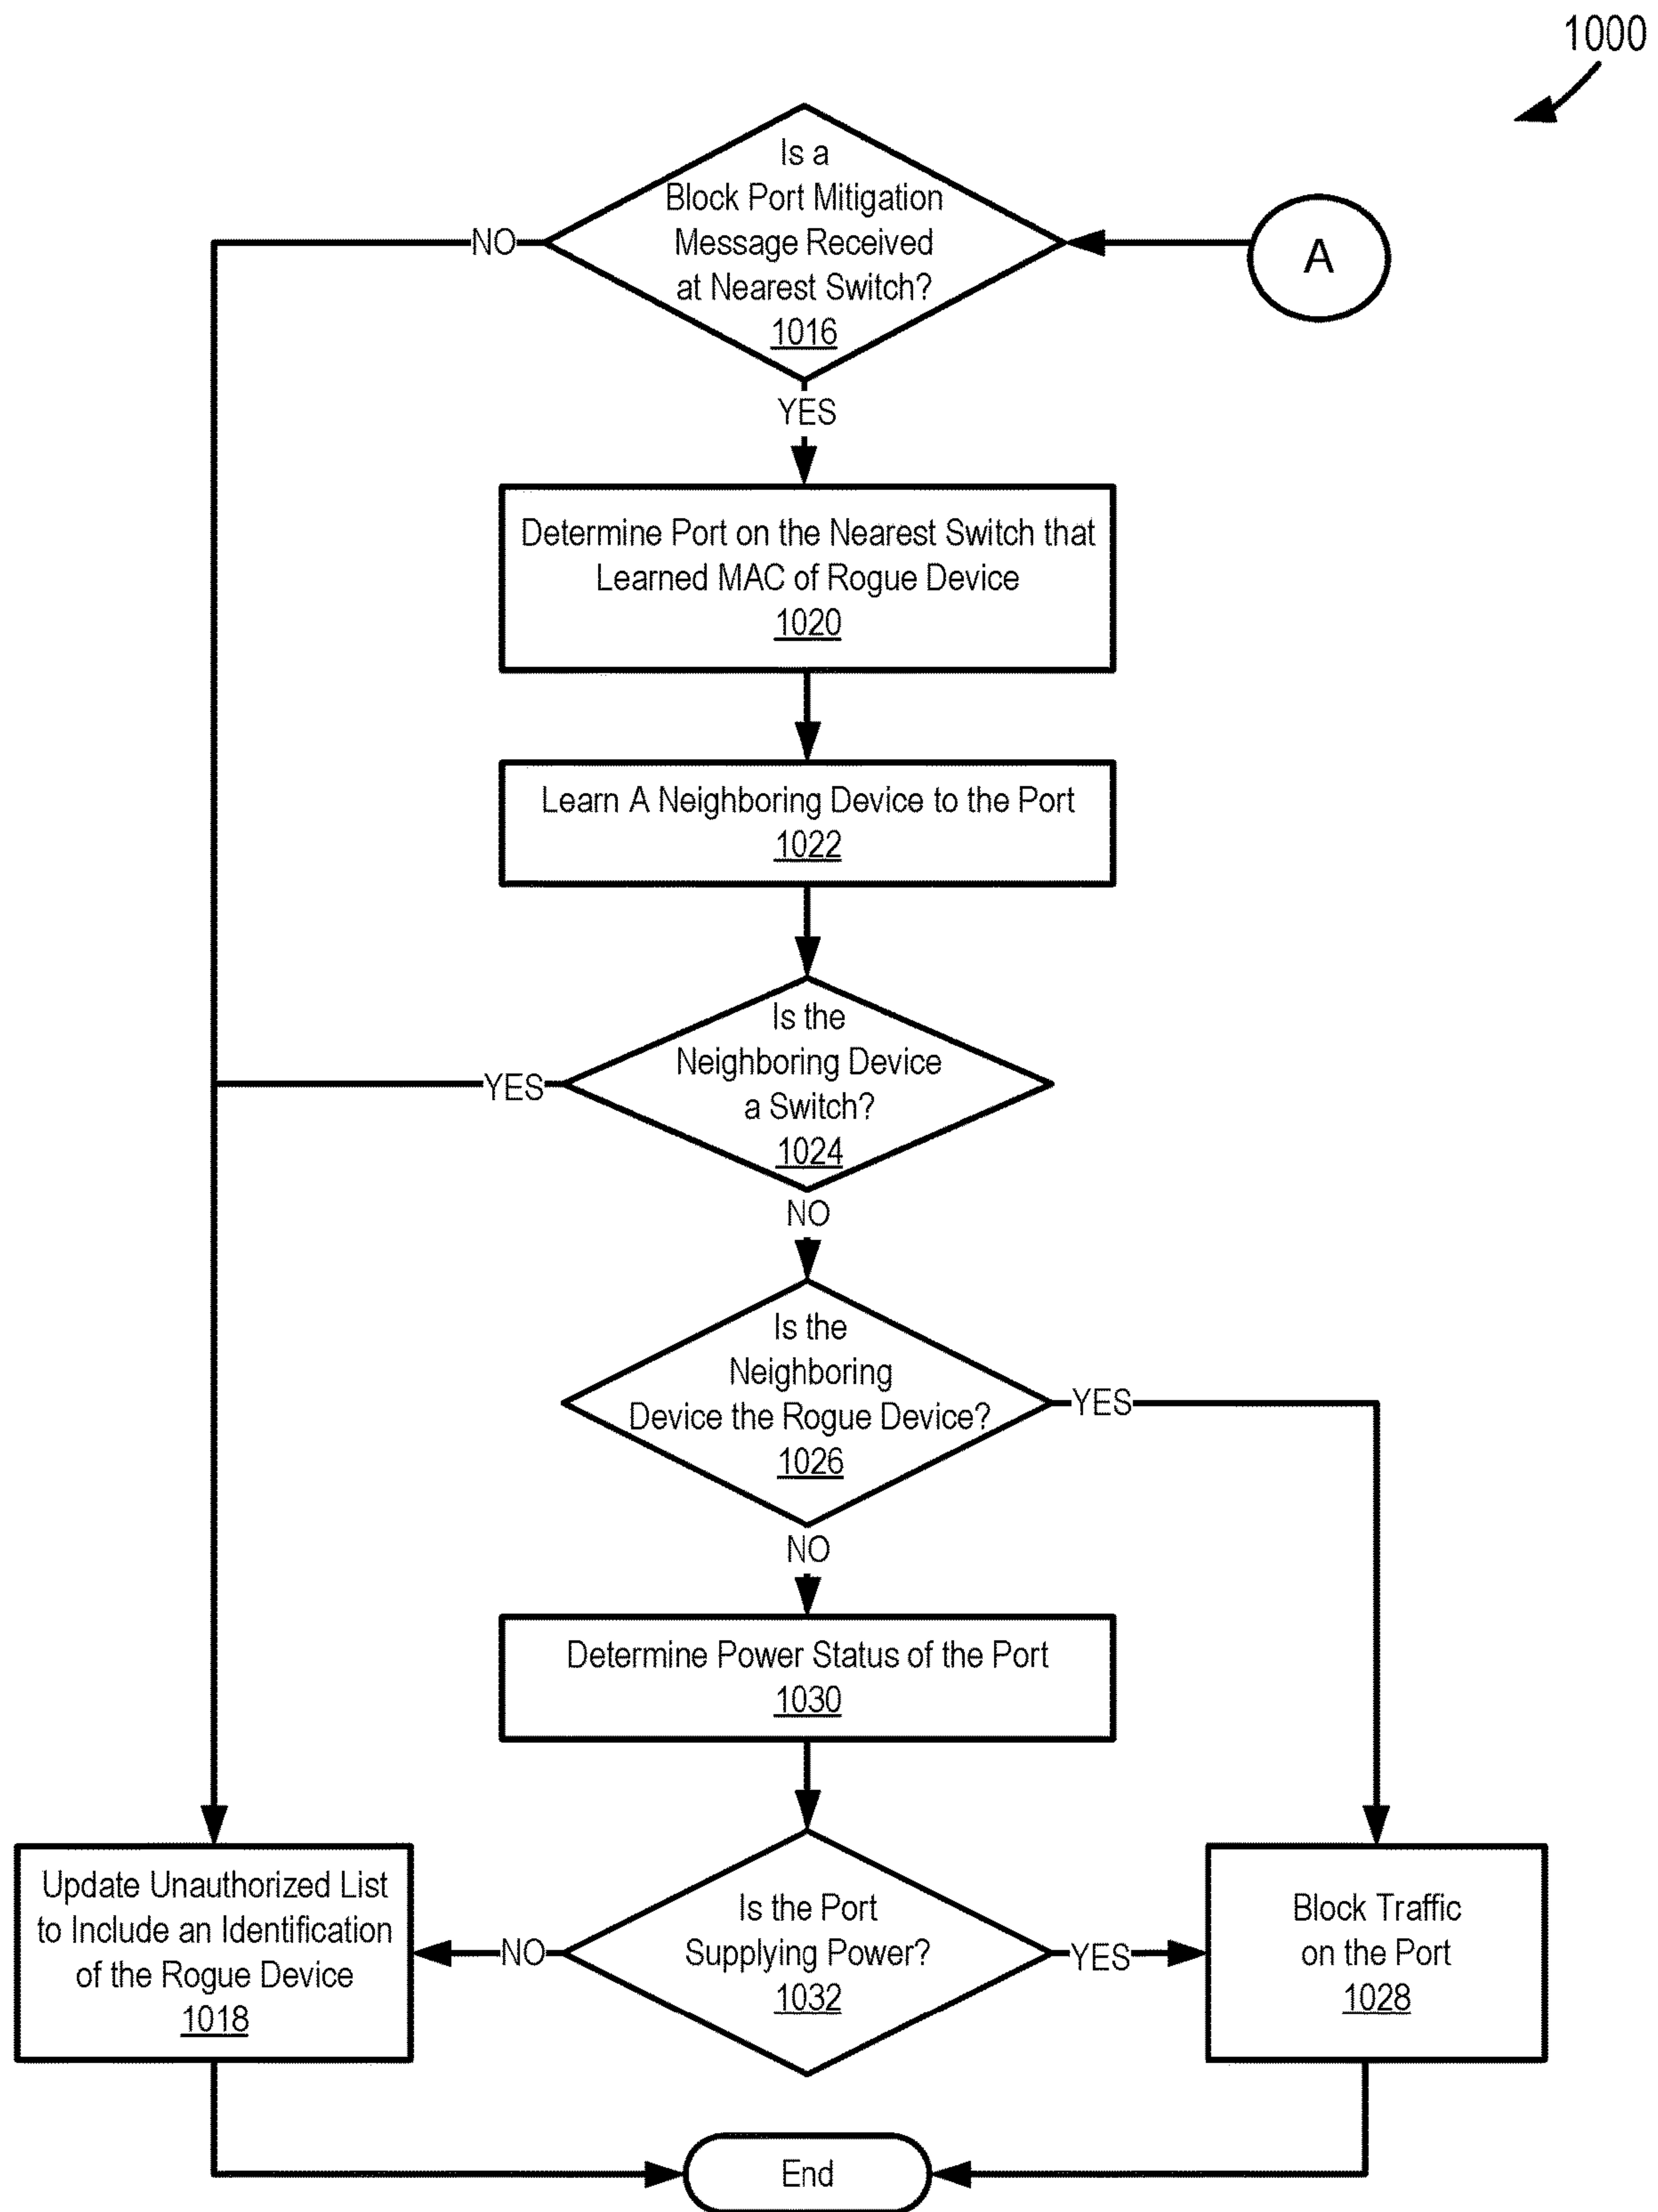 1000
Is a
Block Port Mitigation
Message Received
at Nearest Switch?
1016
A
NO
YES
Determine Port on the Nearest Switch that
Learned MAC of Rogue Device
1020
Learn A Neighboring Device to the Port
1022
Is the
Neighboring Device
a Switch?
1024
YES
NO
Is the
Neighboring
Device the Rogue Device?
1026
YES
NO
Determine Power Status of the Port
1030
Update Unauthorized List
to Include an Identification
of the Rogue Device
1018
NO
Is the Port
Supplying Power?
1032
YES
Block Traffic
on the Port
1028
End